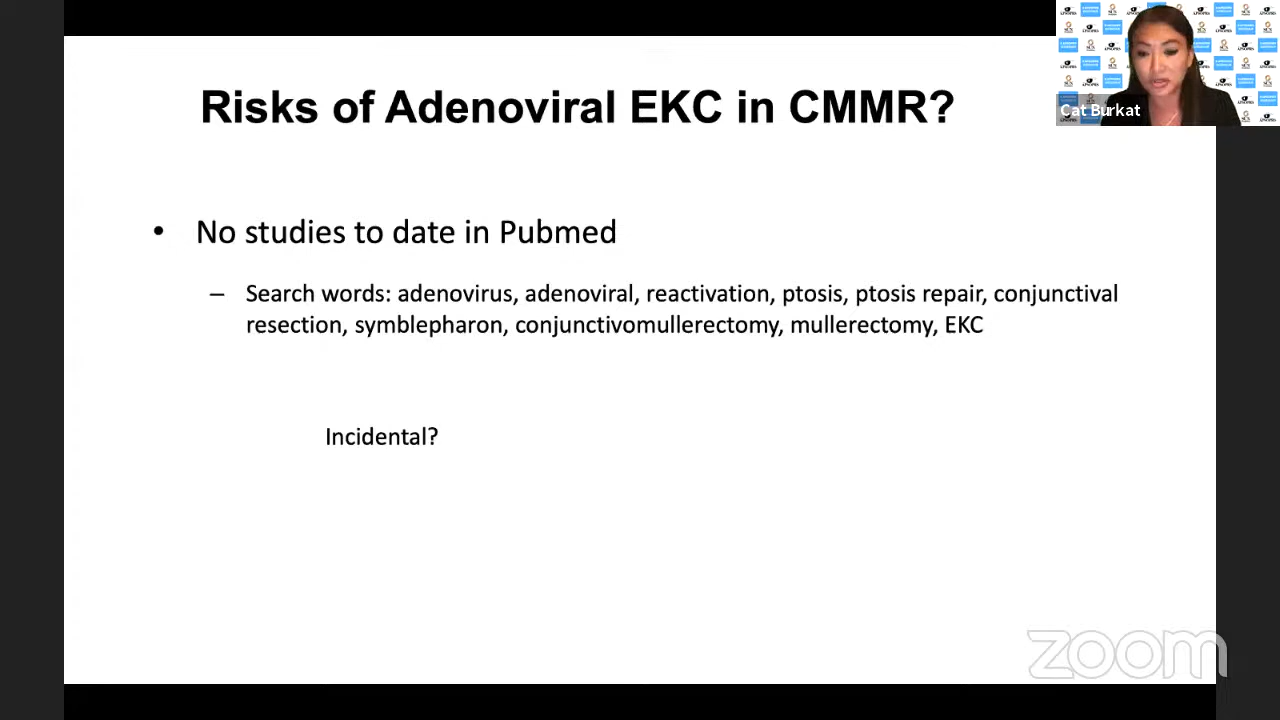 Risks of Adenoviral EKC in CMMR?
Cat Burkat
• No studies to date in Pubmed
– Search words: adenovirus, adenoviral, reactivation, ptosis, ptosis repair, conjunctival
resection, symblepharon, conjunctivomullerectomy, mullerectomy, EKC
Incidental?
zoom